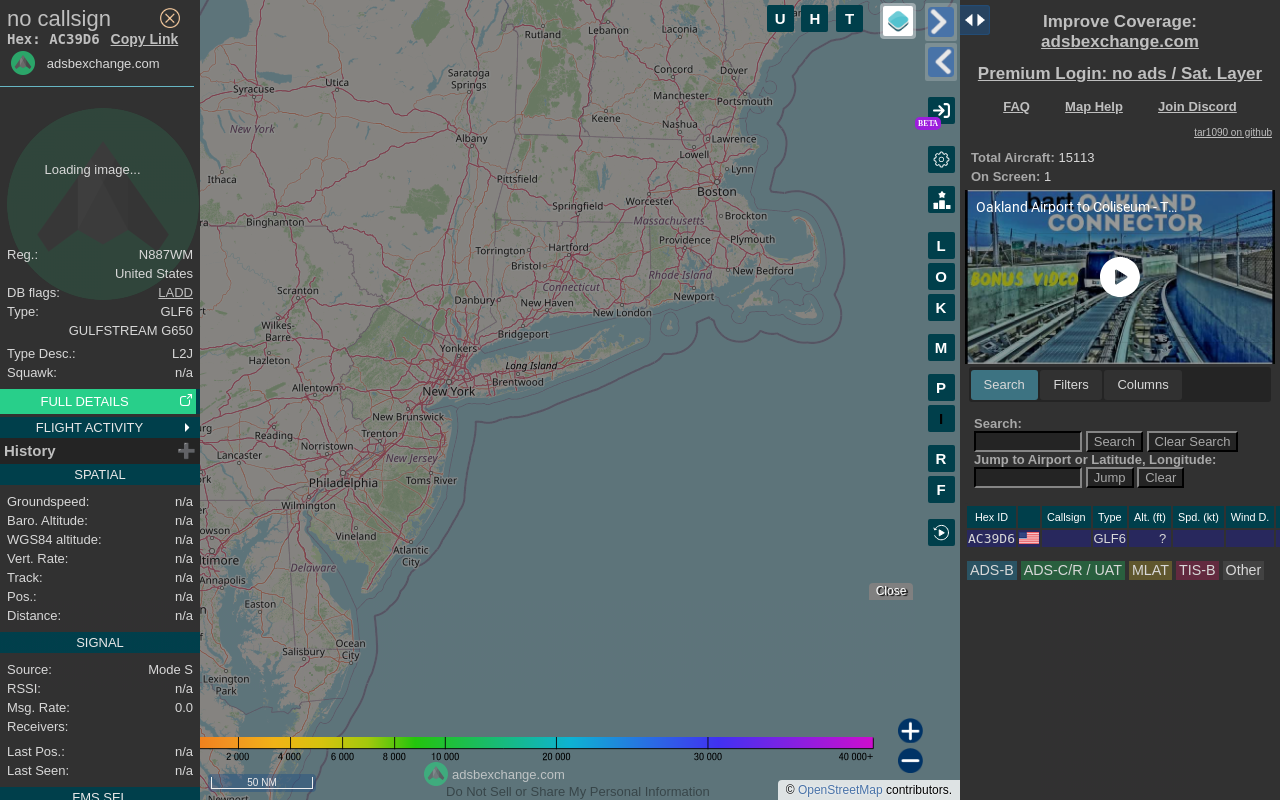 no callsign
Hex: AC39D6 Copy Link
adsbexchange.com
Loading image...
Reg.: N887WM
United States
DB flags: LADD
Type: GLF6
GULFSTREAM G650
Type Desc.: L2J
Squawk: n/a
FULL DETAILS
FLIGHT ACTIVITY
History
SPATIAL
Groundspeed: n/a
Baro. Altitude: n/a
WGS84 altitude: n/a
Vert. Rate: n/a
Track: n/a
Pos.: n/a
Distance: n/a
SIGNAL
Source: Mode S
RSSI: n/a
Msg. Rate: 0.0
Receivers:
Last Pos.: n/a
Last Seen: n/a
FMS SEL
U H T
BETA
L
O
K
M
P
I
R
F
Rutland
Lebanon
Laconia
Utica
Syracuse
Saratoga
Springs
Concord
Dover
Manchester
Portsmouth
Keene
Nashua
New York
Albany
Lawrence
Lowell
Lynn
Ithaca
Pittsfield
Boston
Worcester
Springfield
Massachusetts
Brockton
Binghamton
Plymouth
Providence
Hartford
Torrington
Bristol
New Bedford
Rhode Island
Connecticut
Newport
Scranton
Danbury
New Haven
New London
Wilkes-
Barre
Bridgeport
Yonkers
Hazleton
Long Island
Brentwood
Allentown
New York
New Brunswick
Reading
Trenton
Norristown
Lancaster
New Jersey
Philadelphia
Toms River
Wilmington
Vineland
Atlantic
City
Delaware
Annapolis
Easton
Ocean
City
Salisbury
Lexington
Park
Close
2 000 4 000 6 000 8 000 10 000 20 000 30 000 40 000+
50 NM
adsbexchange.com
Do Not Sell or Share My Personal Information
© OpenStreetMap contributors.
Improve Coverage:
adsbexchange.com
Premium Login: no ads / Sat. Layer
FAQ Map Help Join Discord
tar1090 on github
Total Aircraft: 15113
On Screen: 1
Oakland Airport to Coliseum - T...
bart OAKLAND
CONNECTOR
BONUS VIDEO
Search Filters Columns
Search:
Search Clear Search
Jump to Airport or Latitude, Longitude:
Jump Clear
Hex ID Callsign Type Alt. (ft) Spd. (kt) Wind D.
AC39D6 GLF6 ?
ADS-B ADS-C/R / UAT MLAT TIS-B Other